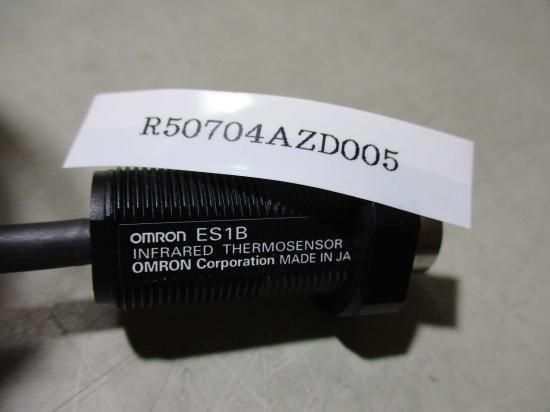 R50704AZD005
OMRON ES1B
INFRARED THERMOSENSOR
OMRON Corporation MADE IN JA